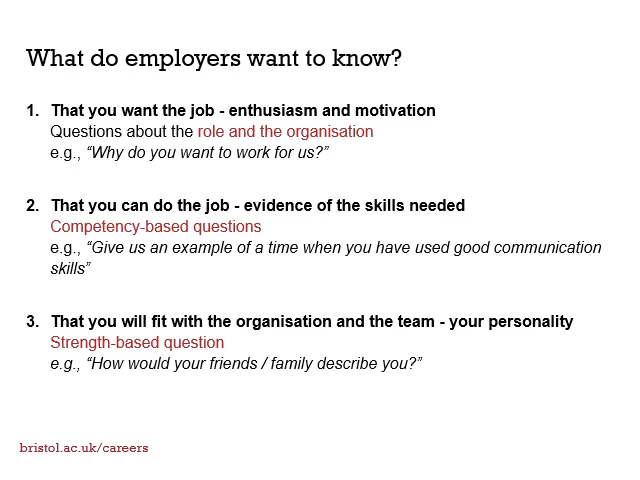 What do employers want to know?
1. That you want the job - enthusiasm and motivation
Questions about the role and the organisation
e.g., “Why do you want to work for us?”
2. That you can do the job - evidence of the skills needed
Competency-based questions
e.g., “Give us an example of a time when you have used good communication
skills”
3. That you will fit with the organisation and the team - your personality
Strength-based question
e.g., “How would your friends / family describe you?”
bristol.ac.uk/careers